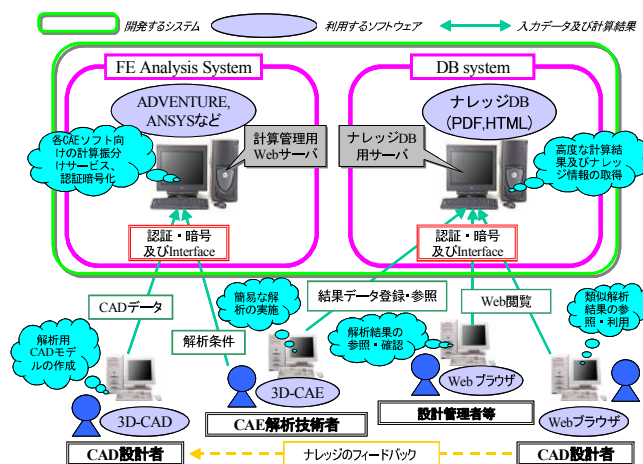 開発するシステム
利用するソフトウェア
入力データ及び計算結果
FE Analysis System
DB system
ADVENTURE,
ANSYSなど
ナレッジDB
(PDF,HTML)
各CAEソフト向
けの計算振分
けサービス、
認証暗号化
計算管理用
Webサーバ
ナレッジDB
用サーバ
高度な計算結
果及びナレッ
ジ情報の取得
認証・暗号
及びInterface
認証・暗号
及びInterface
CADデータ
解析条件
簡易な解
析の実施
結果データ登録・参照
Web閲覧
類似解析
結果の参
照・利用
解析用
CADモデ
ルの作成
解析結果の
参照・確認
3D-CAD
3D-CAE
Web ブラウザ
Webブラウザ
CAD設計者
CAE解析技術者
設計管理者等
CAD設計者
ナレッジのフィードバック